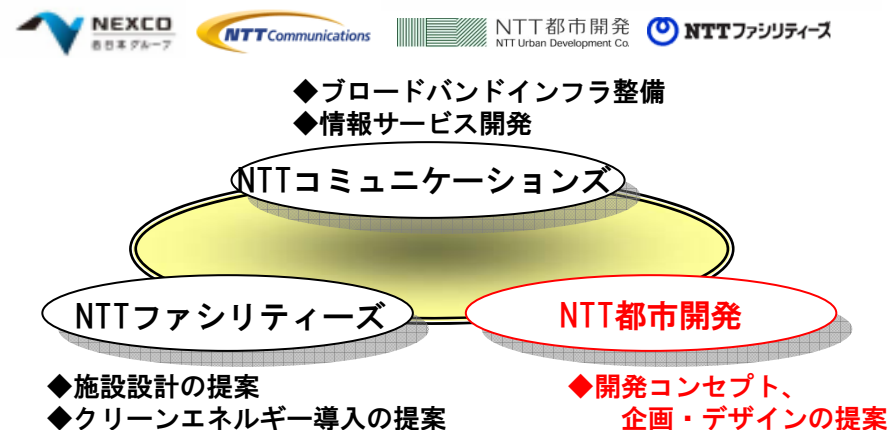 NEXCO
西日本グループ
NTT Communications
NTT都市開発
NTT Urban Development Co.
NTTファシリティーズ
◆ブロードバンドインフラ整備
◆情報サービス開発
NTTコミュニケーションズ
NTTファシリティーズ
NTT都市開発
◆施設設計の提案
◆クリーンエネルギー導入の提案
◆開発コンセプト、
企画・デザインの提案